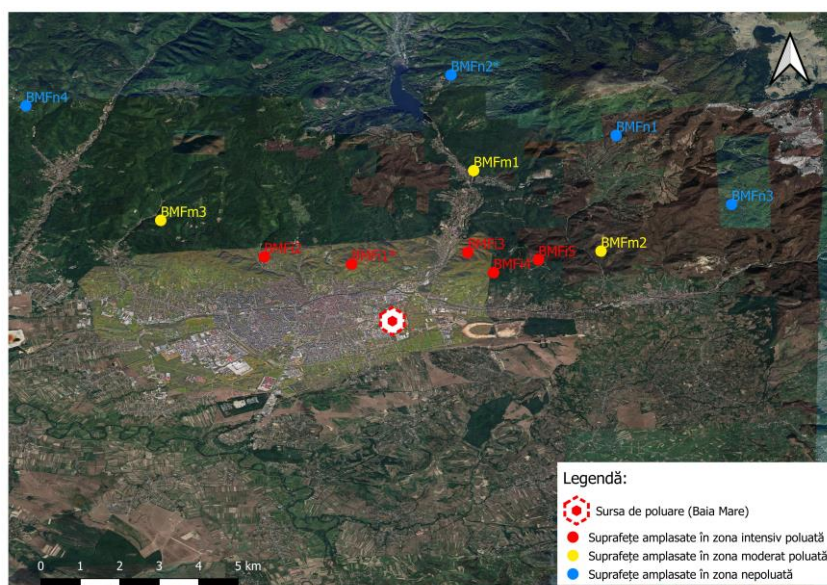 BMFn2*
BMFn4
BMFn1
BMFm1
BMFn3
BMFm3
BMFi2
BMFi3
BMFi5
BMFm2
BMFi1*
BMFi4
Legendă:
Sursa de poluare (Baia Mare)
Suprafețe amplasate în zona intensiv poluată
Suprafețe amplasate în zona moderat poluată
Suprafețe amplasate în zona nepoluată
0 1 2 3 4 5 km